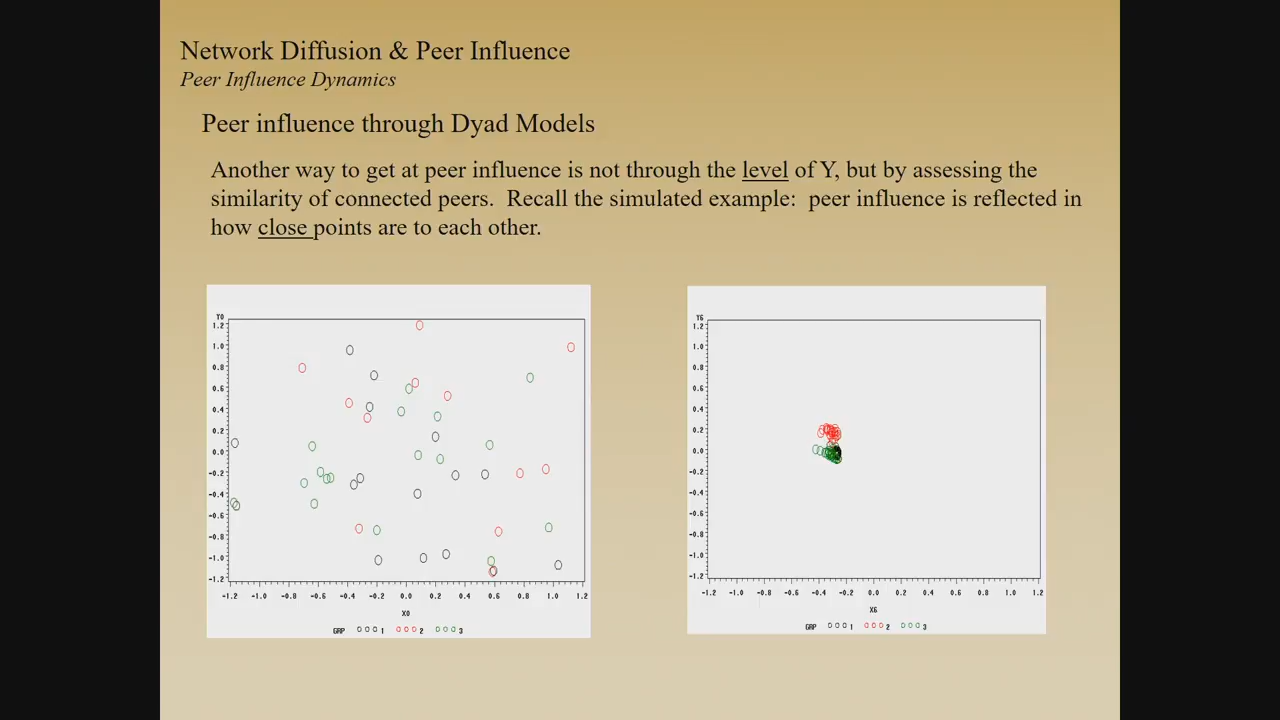 Network Diffusion & Peer Influence
Peer Influence Dynamics
Peer influence through Dyad Models
Another way to get at peer influence is not through the level of Y, but by assessing the
similarity of connected peers.  Recall the simulated example:  peer influence is reflected in
how close points are to each other.
Y0
1.2
1.0
0.8
0.6
0.4
0.2
0.0
-0.2
-0.4
-0.6
-0.8
-1.0
-1.2
-1.2 -1.0 -0.8 -0.6 -0.4 -0.2 0.0 0.2 0.4 0.6 0.8 1.0 1.2
X0
GRP 1 2 3
Y6
1.2
1.0
0.8
0.6
0.4
0.2
0.0
-0.2
-0.4
-0.6
-0.8
-1.0
-1.2
-1.2 -1.0 -0.8 -0.6 -0.4 -0.2 0.0 0.2 0.4 0.6 0.8 1.0 1.2
X6
GRP 1 2 3